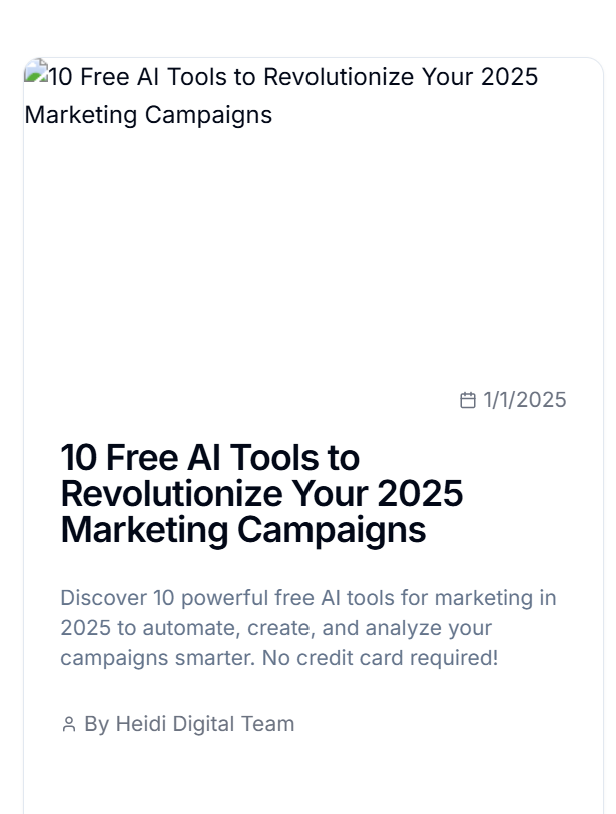 10 Free AI Tools to Revolutionize Your 2025
Marketing Campaigns
1/1/2025
10 Free AI Tools to
Revolutionize Your 2025
Marketing Campaigns
Discover 10 powerful free AI tools for marketing in
2025 to automate, create, and analyze your
campaigns smarter. No credit card required!
By Heidi Digital Team